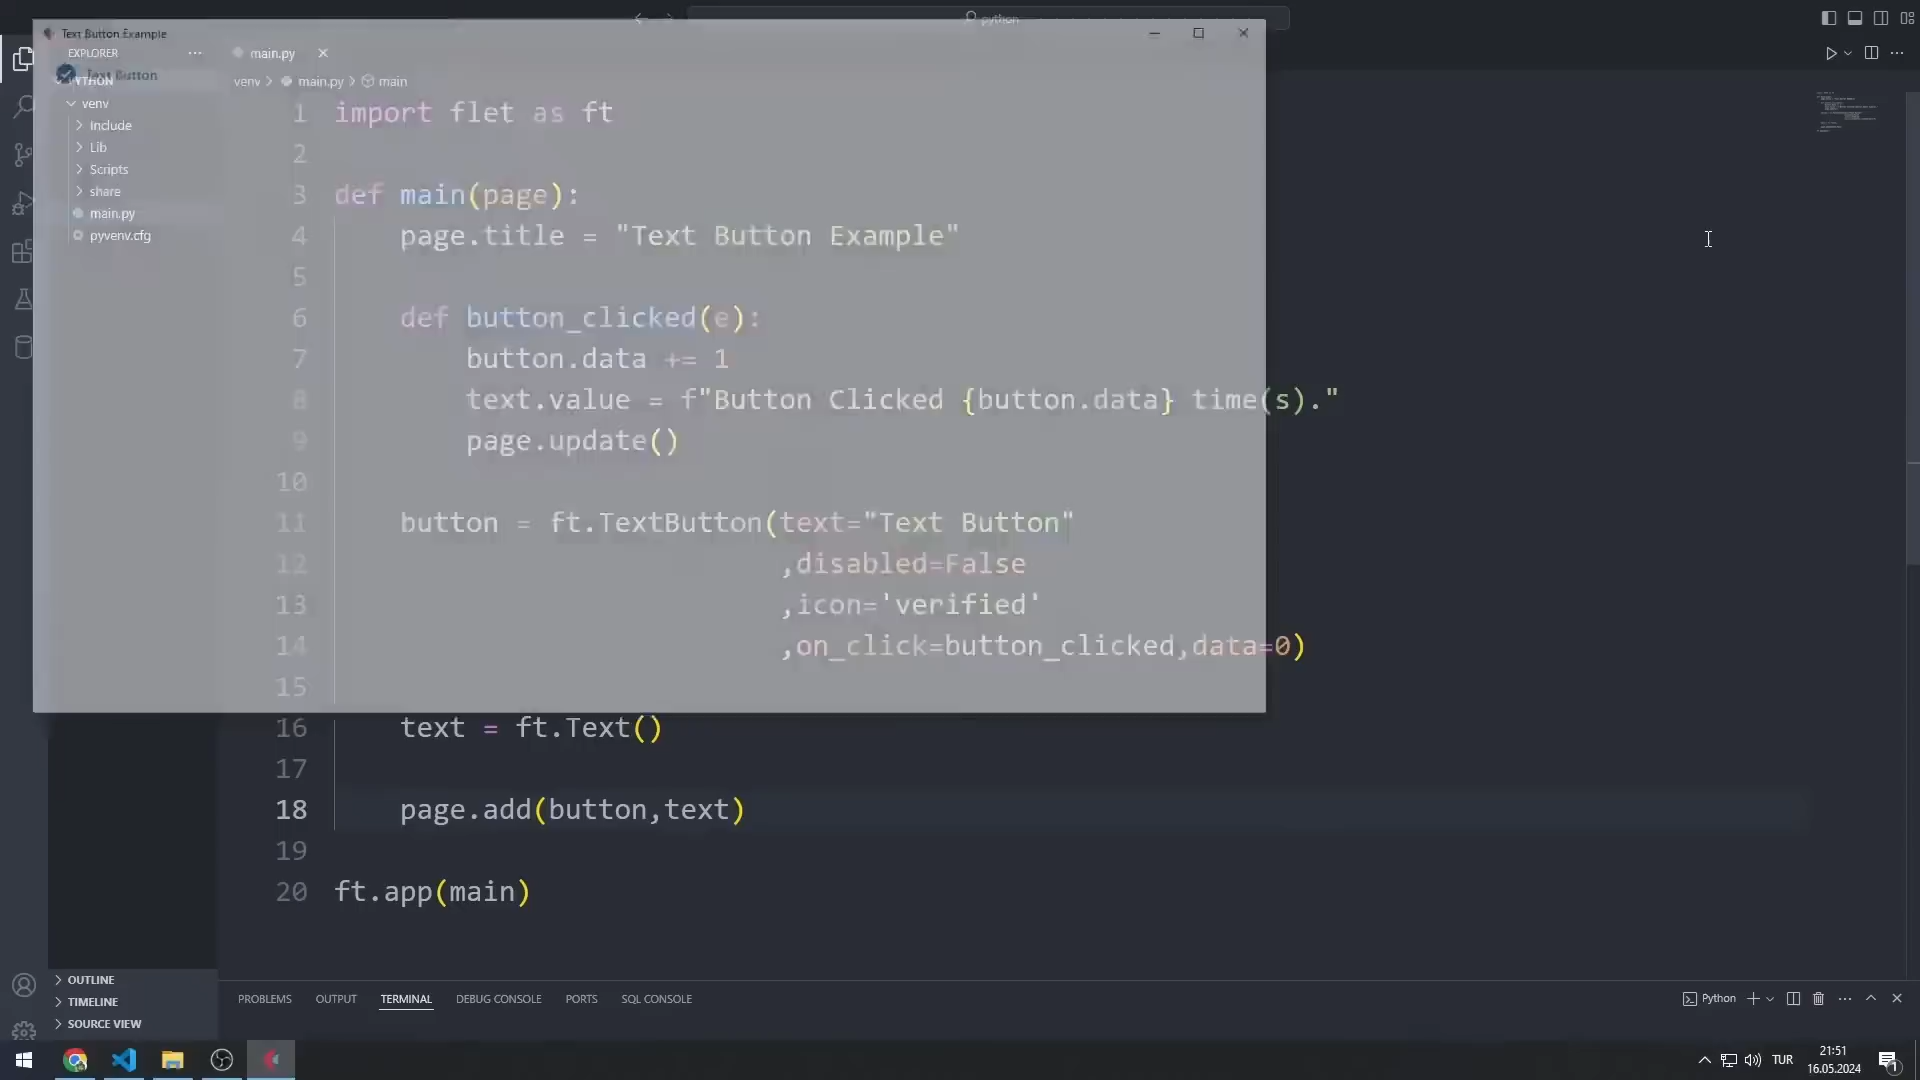 python
Text Button Example
EXPLORER
main.py
Text Button
PYTHON
venv > main.py > main
venv
Include
Lib
Scripts
share
main.py
pyvenv.cfg
1 import flet as ft
2
3 def main(page):
4 page.title = "Text Button Example"
5
6 def button_clicked(e):
7 button.data += 1
8 text.value = f"Button Clicked {button.data} time(s)."
9 page.update()
10
11 button = ft.TextButton(text="Text Button"
12 ,disabled=False
13 ,icon='verified'
14 ,on_click=button_clicked,data=0)
15
16 text = ft.Text()
17
18 page.add(button,text)
19
20 ft.app(main)
OUTLINE
TIMELINE
SOURCE VIEW
PROBLEMS OUTPUT TERMINAL DEBUG CONSOLE PORTS SQL CONSOLE
Python
TUR
21:51
16.05.2024
1